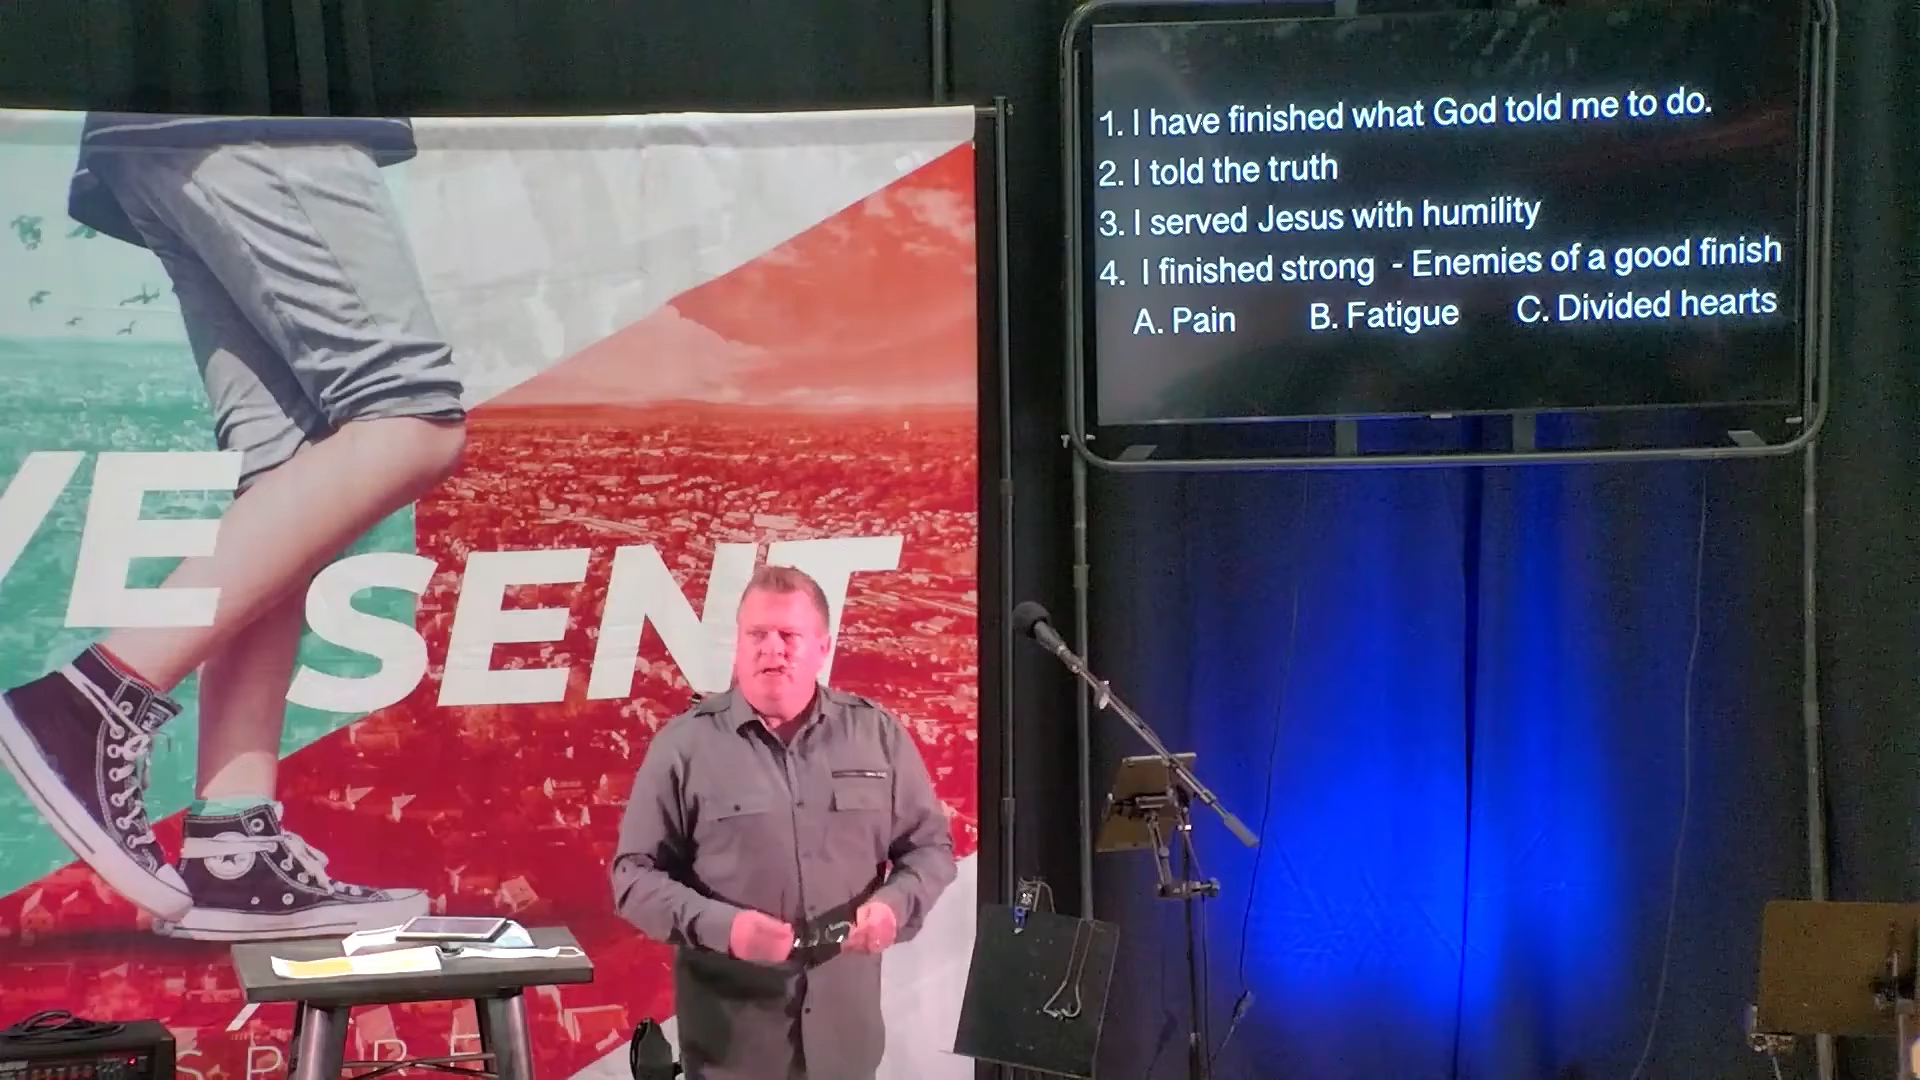 1. I have finished what God told me to do.
2. I told the truth
3. I served Jesus with humility
4. I finished strong - Enemies of a good finish
A. Pain B. Fatigue C. Divided hearts
VE
SENT